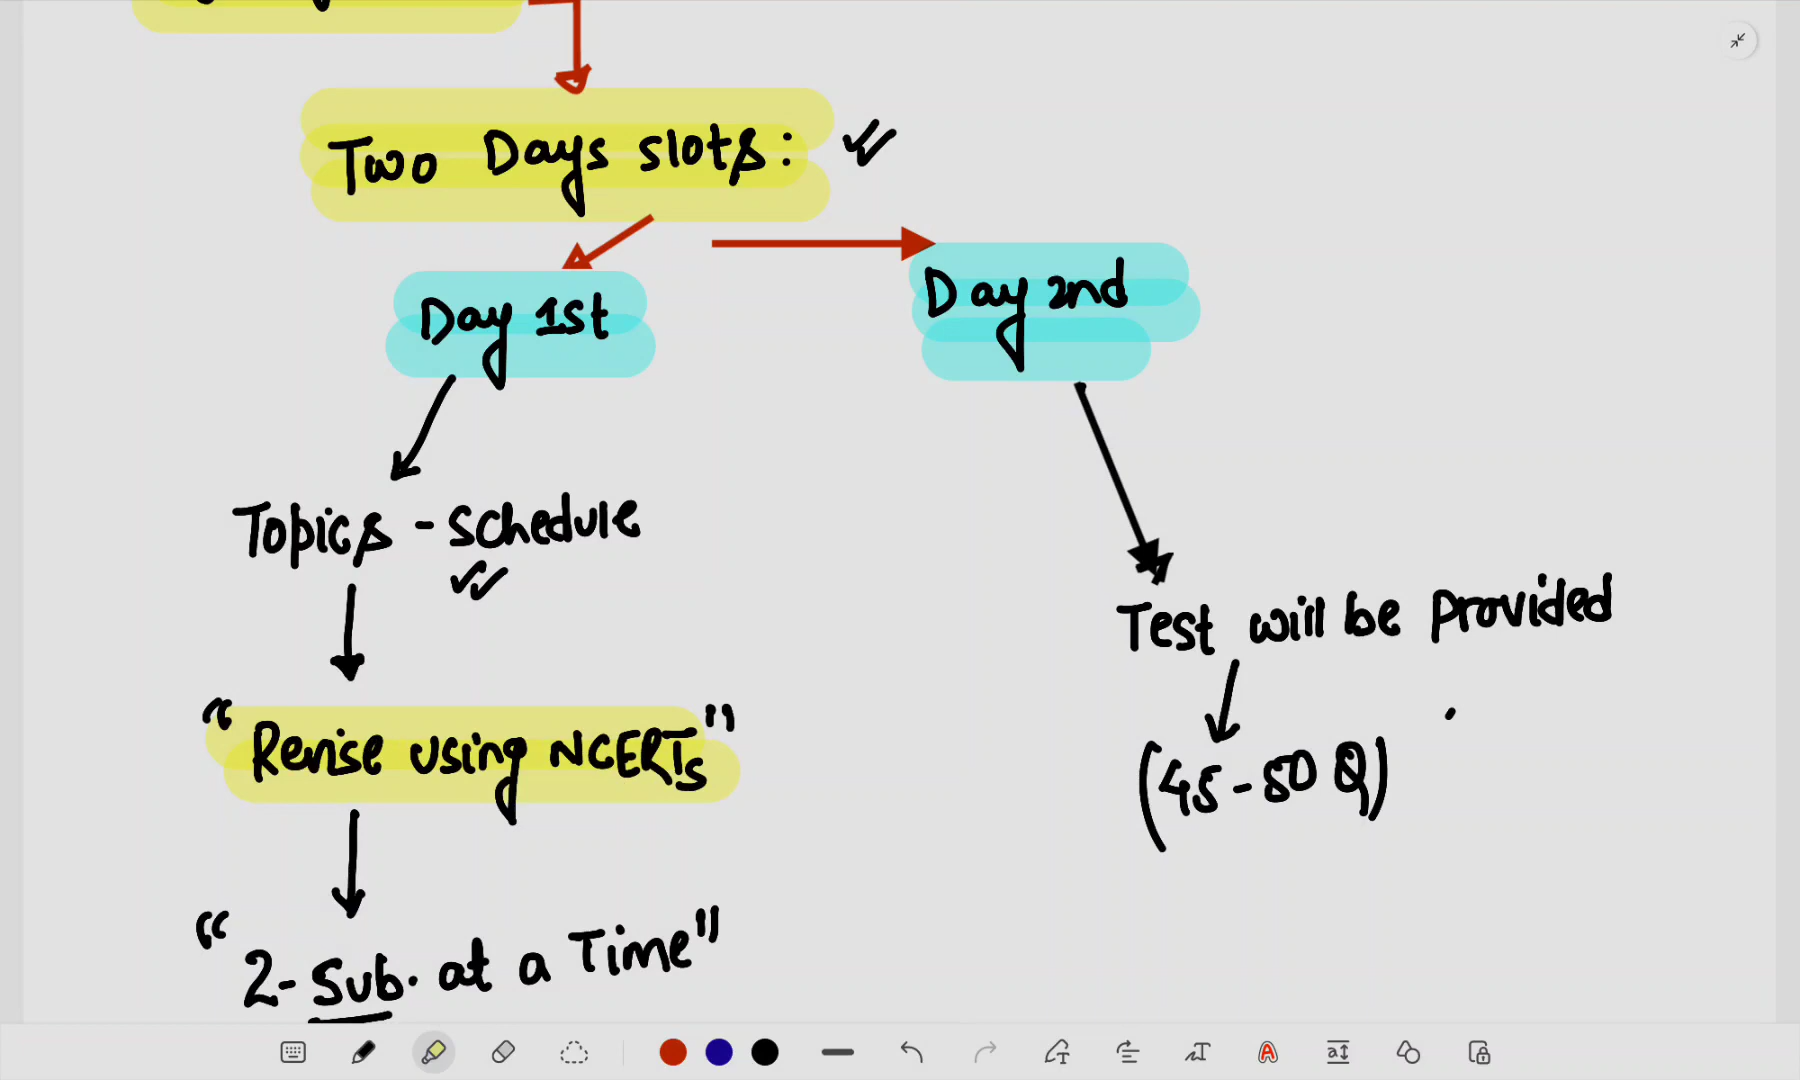 Two Days slots:
Day 1st
Day 2nd
Topics - schedule
Test will be provided
"Revise using NCERTs"
(45-50 Q)
"2-Sub. at a Time"